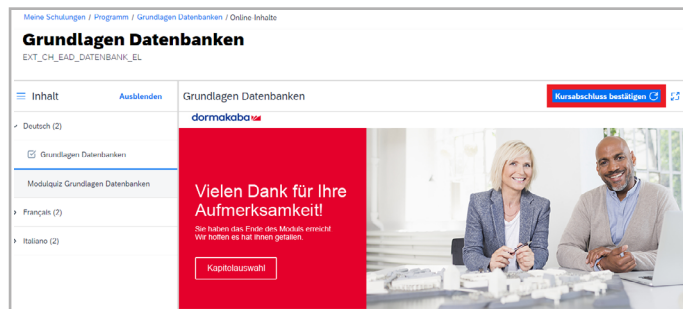 Meine Schulungen / Programm / Grundlagen Datenbanken / Online Inhalte
Grundlagen Datenbanken
EXT_CH_EAD_DATENBANK_EL
Inhalt
Ausblenden
Grundlagen Datenbanken
Kursabschluss bestätigen
Deutsch (2)
Grundlagen Datenbanken
Modulquiz Grundlagen Datenbanken
Français (2)
Italiano (2)
dormakaba
Vielen Dank für Ihre
Aufmerksamkeit!
Sie haben das Ende des Moduls erreicht
Wir hoffen es hat Ihnen gefallen.
Kapitelauswahl